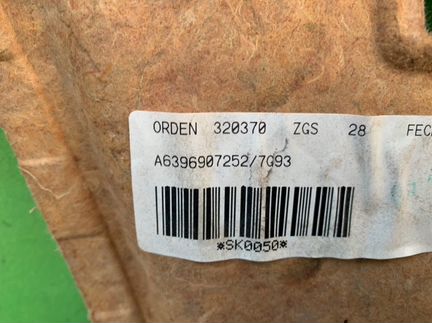 ORDEN 320370 ZGS 28 FEC
A6396907252/7G93
*SK0050*